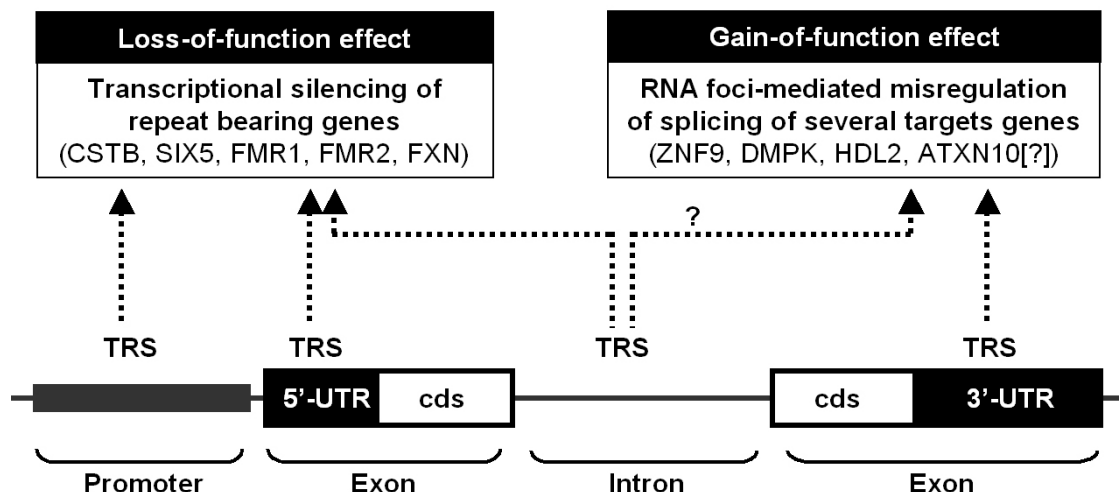 Loss-of-function effect
Transcriptional silencing of
repeat bearing genes
(CSTB, SIX5, FMR1, FMR2, FXN)
Gain-of-function effect
RNA foci-mediated misregulation
of splicing of several targets genes
(ZNF9, DMPK, HDL2, ATXN10[?])
?
TRS
TRS
TRS
TRS
5’-UTR
cds
cds
3’-UTR
Promoter
Exon
Intron
Exon